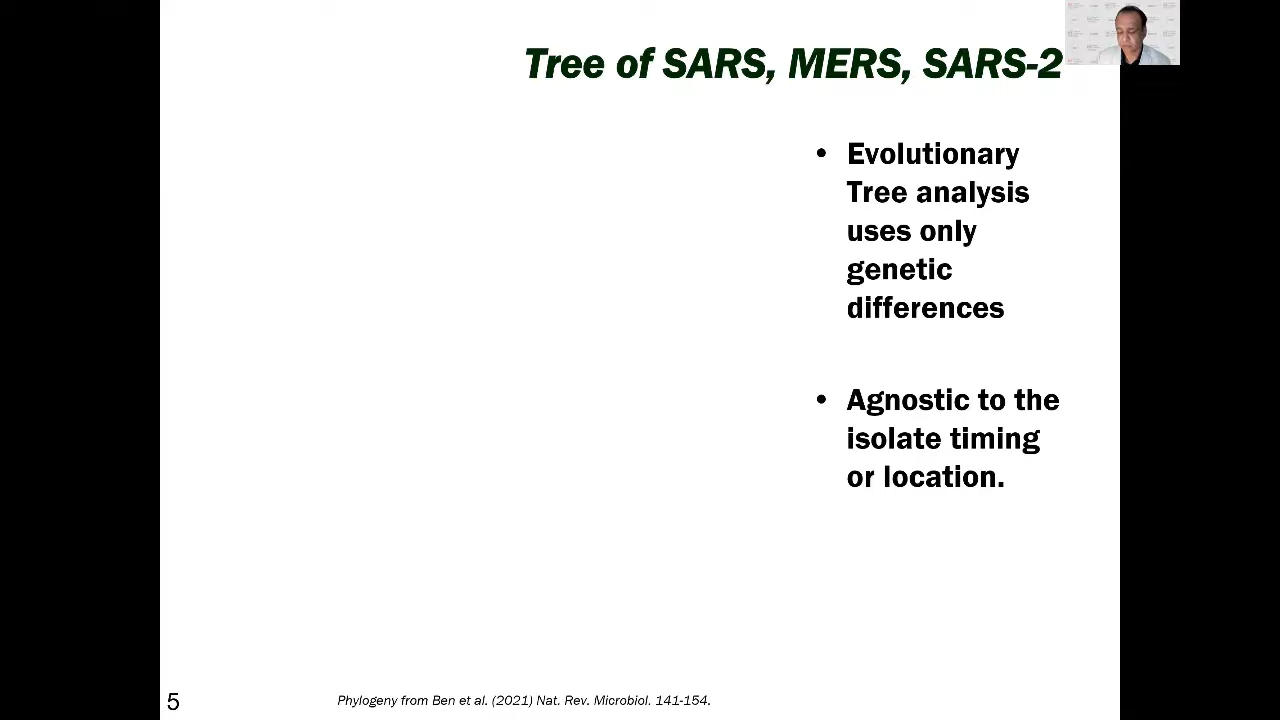 Tree of SARS, MERS, SARS-2
• Evolutionary
Tree analysis
uses only
genetic
differences
• Agnostic to the
isolate timing
or location.
5
Phylogeny from Ben et al. (2021) Nat. Rev. Microbiol. 141-154.